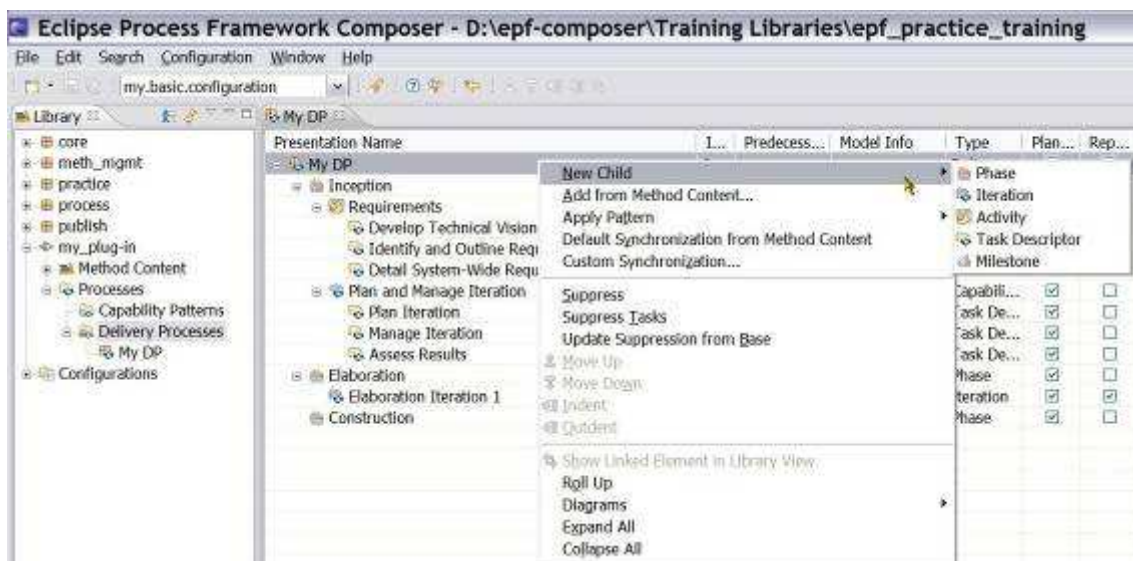 Eclipse Process Framework Composer - D:\epf-composer\Training Libraries\epf_practice_training
File Edit Search Configuration Window Help
my.basic.configuration
Library
My DP
Presentation Name I... Predecess... Model Info Type Plan... Rep...
core
meth_mgmt
practice
process
publish
my_plug-in
Method Content
Processes
Capability Patterns
Delivery Processes
My DP
Configurations
My DP
Inception
Requirements
Develop Technical Vision
Identify and Outline Requ
Detail System-Wide Requ
Plan and Manage Iteration
Plan Iteration
Manage Iteration
Assess Results
Elaboration
Elaboration Iteration 1
Construction
New Child
Add from Method Content...
Apply Pattern
Default Synchronization from Method Content
Custom Synchronization...
Suppress
Suppress Tasks
Update Suppression from Base
Move Up
Move Down
Indent
Outdent
Show Linked Element in Library View
Roll Up
Diagrams
Expand All
Collapse All
Phase
Iteration
Activity
Task Descriptor
Milestone
Capabili...
Task De...
Task De...
Task De...
Phase
Iteration
Phase